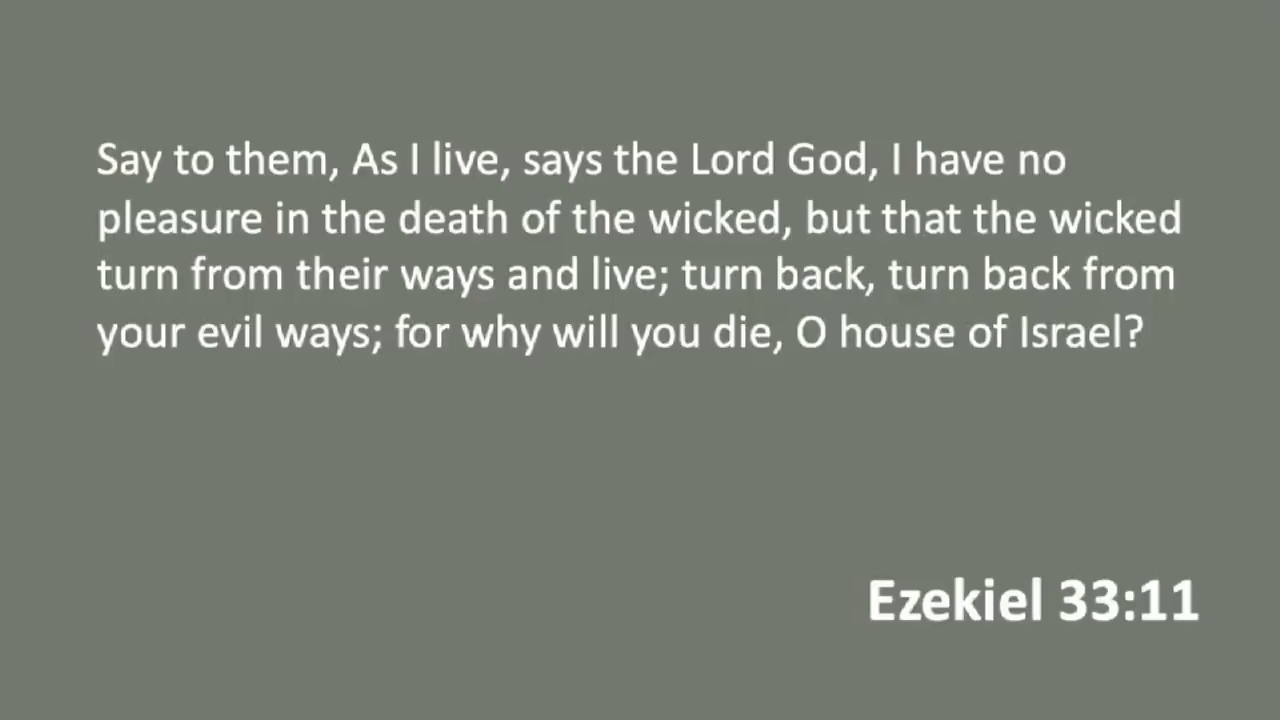 Say to them, As I live, says the Lord God, I have no
pleasure in the death of the wicked, but that the wicked
turn from their ways and live; turn back, turn back from
your evil ways; for why will you die, O house of Israel?
Ezekiel 33:11